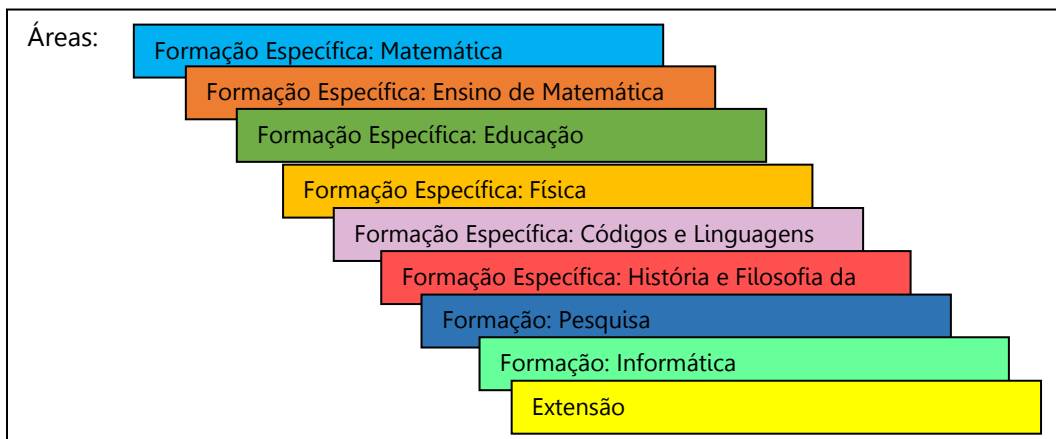 Áreas:
Formação Específica: Matemática
Formação Específica: Ensino de Matemática
Formação Específica: Educação
Formação Específica: Física
Formação Específica: Códigos e Linguagens
Formação Específica: História e Filosofia da
Formação: Pesquisa
Formação: Informática
Extensão